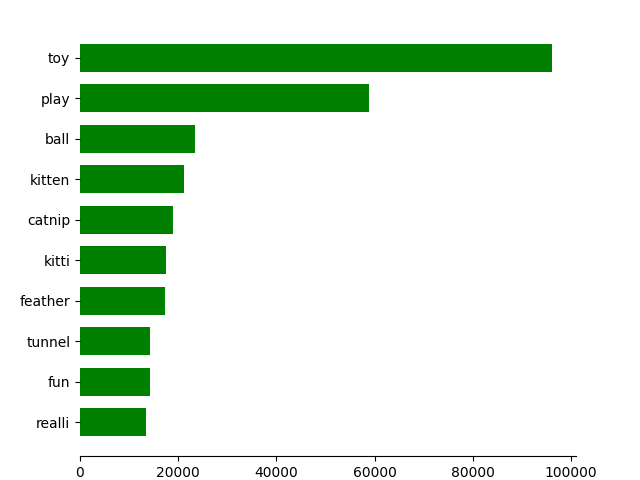 toy
play
ball
kitten
catnip
kitti
feather
tunnel
fun
realli
0 20000 40000 60000 80000 100000